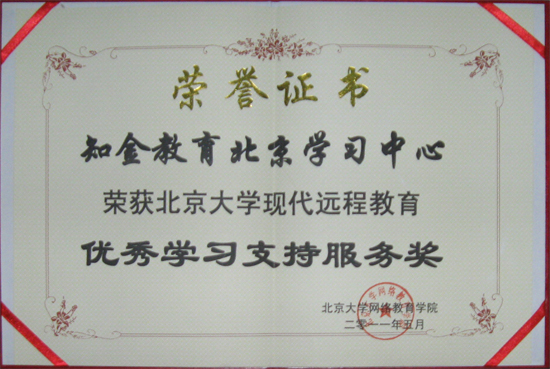 荣誉证书
知金教育北京学习中心
荣获北京大学现代远程教育
优秀学习支持服务奖
北京大学网络教育学院
二零一一年五月